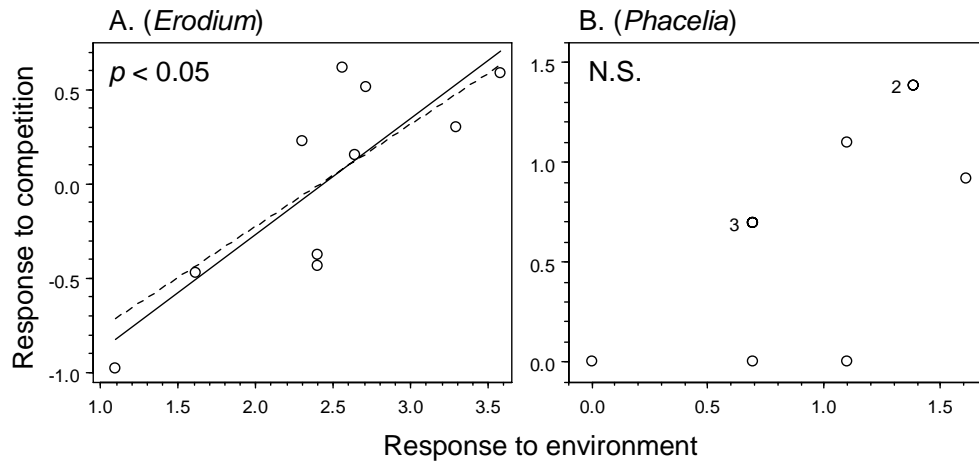 A. (Erodium)
B. (Phacelia)
p < 0.05
N.S.
Response to competition
0.5
0.0
-0.5
-1.0
1.0 1.5 2.0 2.5 3.0 3.5
1.5
1.0
0.5
0.0
2
3
0.0 0.5 1.0 1.5
Response to environment